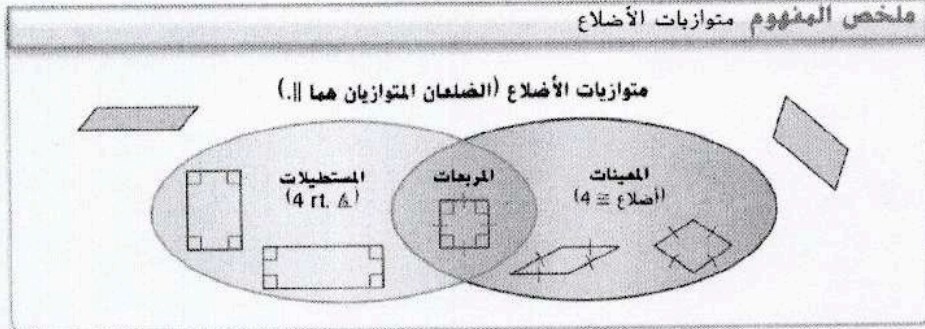 ملخص المفهوم متوازيات الأضلاع
متوازيات الأضلاع (الضلعان المتوازيان هما ||.)
المستطيلات
(4 rt. ∠s)
المربعات
المعينات
(أضلاع ≅ 4)